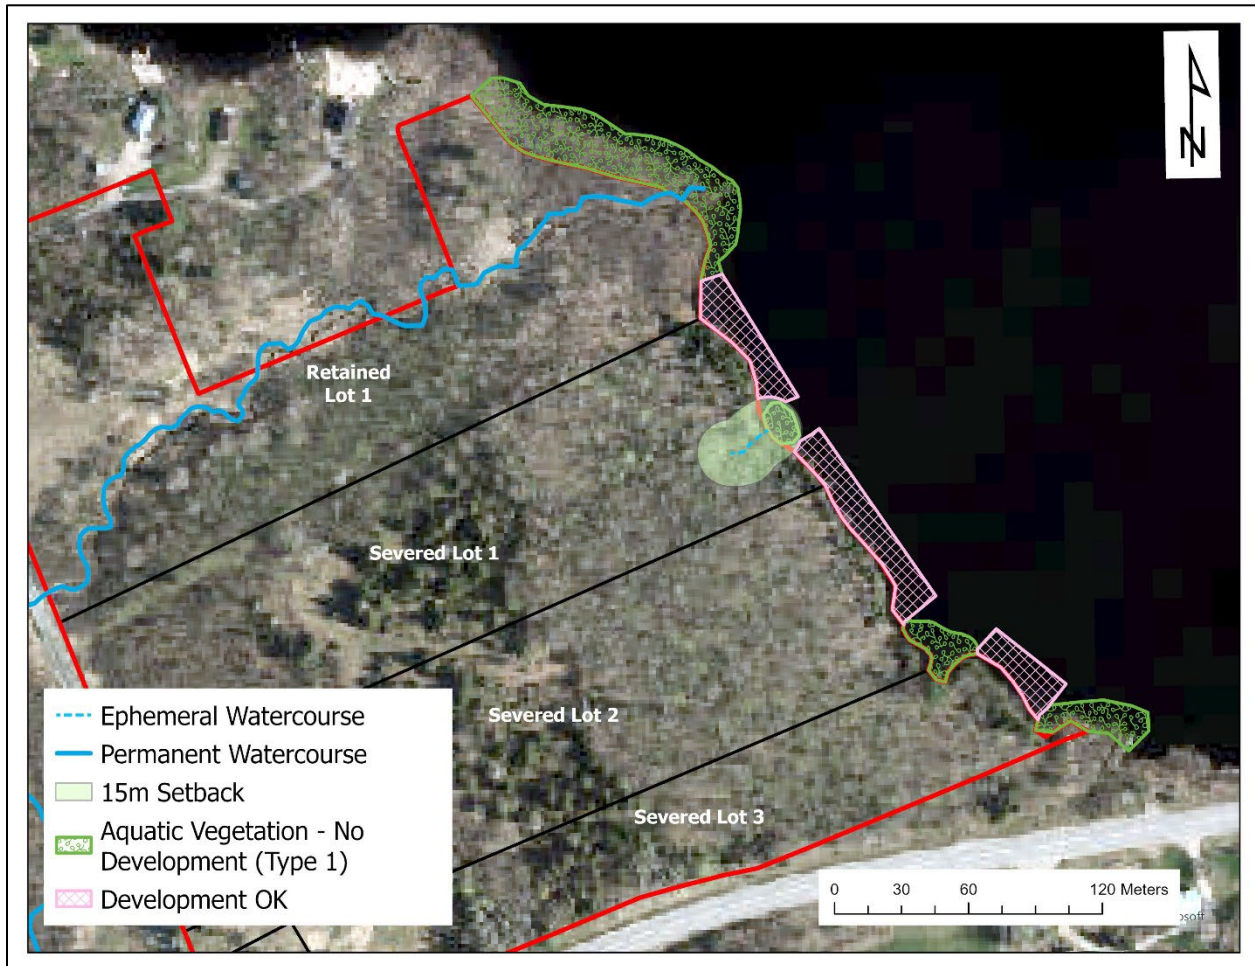 N
Retained
Lot 1
Severed Lot 1
Severed Lot 2
Severed Lot 3
Ephemeral Watercourse
Permanent Watercourse
15m Setback
Aquatic Vegetation - No
Development (Type 1)
Development OK
0 30 60 120 Meters